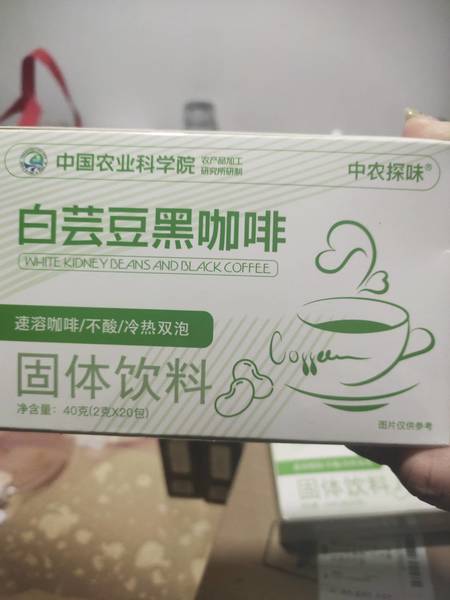 中国农业科学院 农产品加工
研究所研制
中农探味®
白芸豆黑咖啡
WHITE KIDNEY BEANS AND BLACK COFFEE
速溶咖啡/不酸/冷热双泡
Coffee
固体饮料
净含量：40克(2克X20包)
图片仅供参考
固体饮料